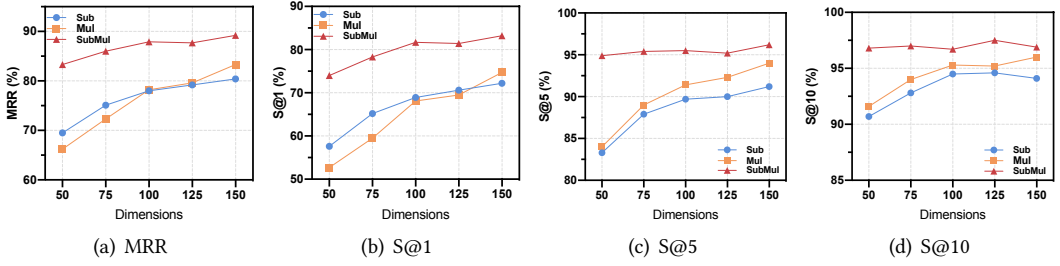 Sub
Mul
SubMul
MRR (%)
95
90
80
70
60
50 75 100 125 150
Dimensions
(a) MRR
Sub
Mul
SubMul
S@1 (%)
90
80
70
60
50
50 75 100 125 150
Dimensions
(b) S@1
S@5 (%)
100
95
90
85
80
Sub
Mul
SubMul
50 75 100 125 150
Dimensions
(c) S@5
S@10 (%)
100
95
90
85
Sub
Mul
SubMul
50 75 100 125 150
Dimensions
(d) S@10